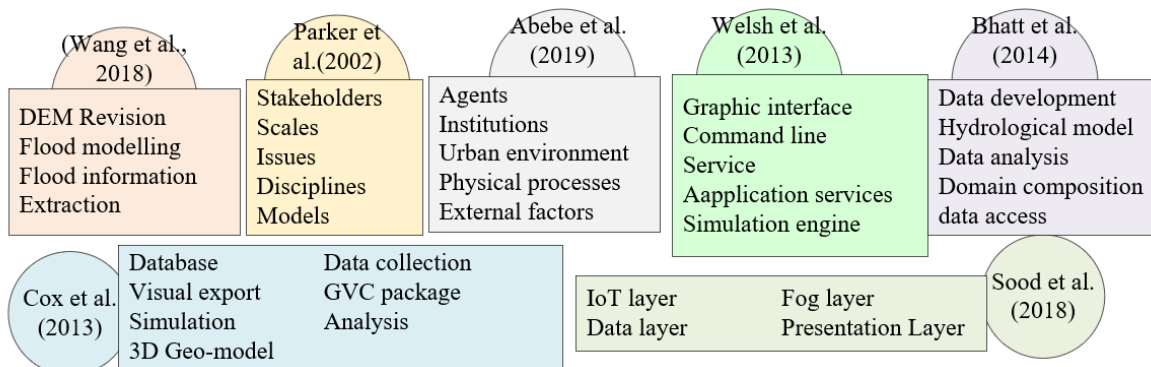 (Wang et al.,
2018)
DEM Revision
Flood modelling
Flood information
Extraction
Parker et
al.(2002)
Stakeholders
Scales
Issues
Disciplines
Models
Abebe et al.
(2019)
Agents
Institutions
Urban environment
Physical processes
External factors
Welsh et al.
(2013)
Graphic interface
Command line
Service
Aapplication services
Simulation engine
Bhatt et al.
(2014)
Data development
Hydrological model
Data analysis
Domain composition
data access
Cox et al.
(2013)
Database
Visual export
Simulation
3D Geo-model
Data collection
GVC package
Analysis
IoT layer
Data layer
Fog layer
Presentation Layer
Sood et al.
(2018)